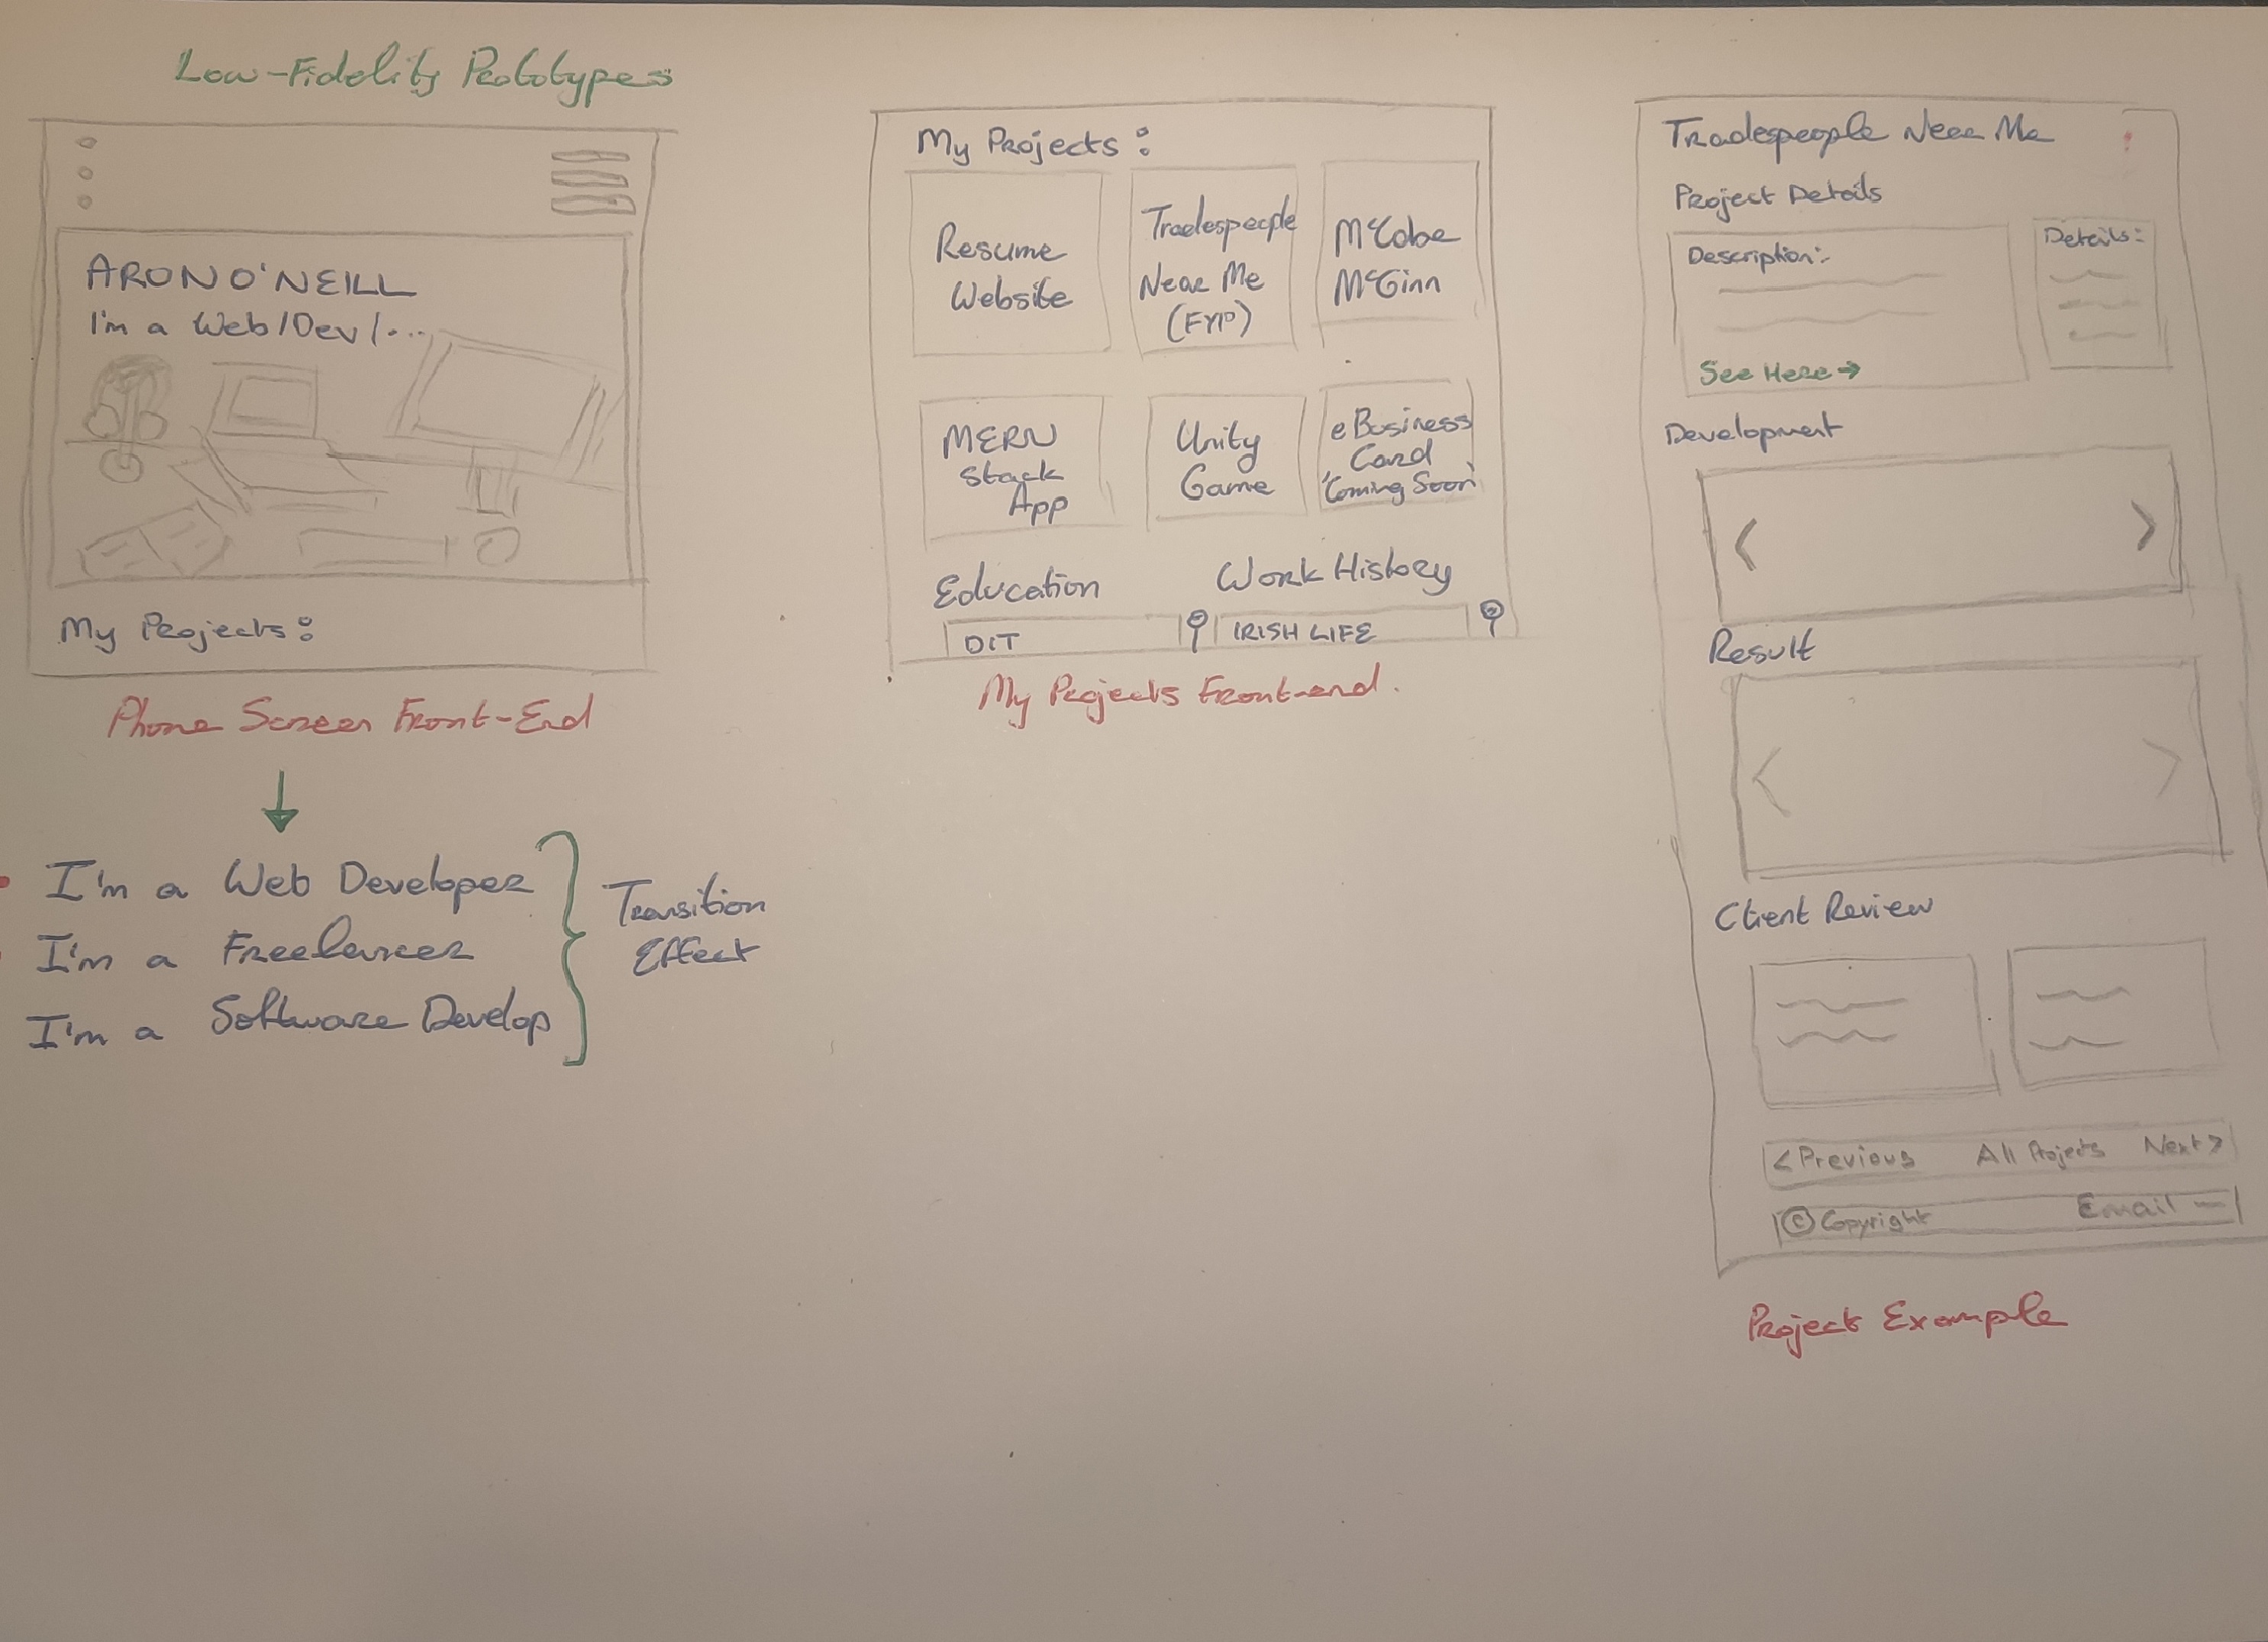 Low-Fidelity Prototypes
ARON O'NEILL
I'm a Web/Dev/...
My Projects:
Phone Screen Front-End
I'm a Web Developer
I'm a Freelancer
I'm a Software Develop
Transition
Effect
My Projects:
Resume
Website
Tradespeople
Near Me
(FYP)
McCabe
McGinn
MERN
Stack
App
Unity
Game
eBusiness
Card
'Coming Soon'
Education
Work History
DIT
IRISH LIFE
My Projects Front-end.
Tradespeople Near Me
Project Details
Description:-
See Here →
Details:-
Development
<
>
Result
<
>
Client Review
< Previous All Projects Next >
© Copyright Email —
Project Example